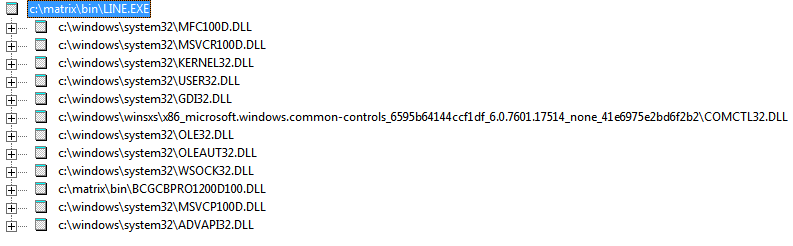 c:\matrix\bin\LINE.EXE
c:\windows\system32\MFC100D.DLL
c:\windows\system32\MSVCR100D.DLL
c:\windows\system32\KERNEL32.DLL
c:\windows\system32\USER32.DLL
c:\windows\system32\GDI32.DLL
c:\windows\winsxs\x86_microsoft.windows.common-controls_6595b64144ccf1df_6.0.7601.17514_none_41e6975e2bd6f2b2\COMCTL32.DLL
c:\windows\system32\OLE32.DLL
c:\windows\system32\OLEAUT32.DLL
c:\windows\system32\WSOCK32.DLL
c:\matrix\bin\BCGCBPRO1200D100.DLL
c:\windows\system32\MSVCP100D.DLL
c:\windows\system32\ADVAPI32.DLL